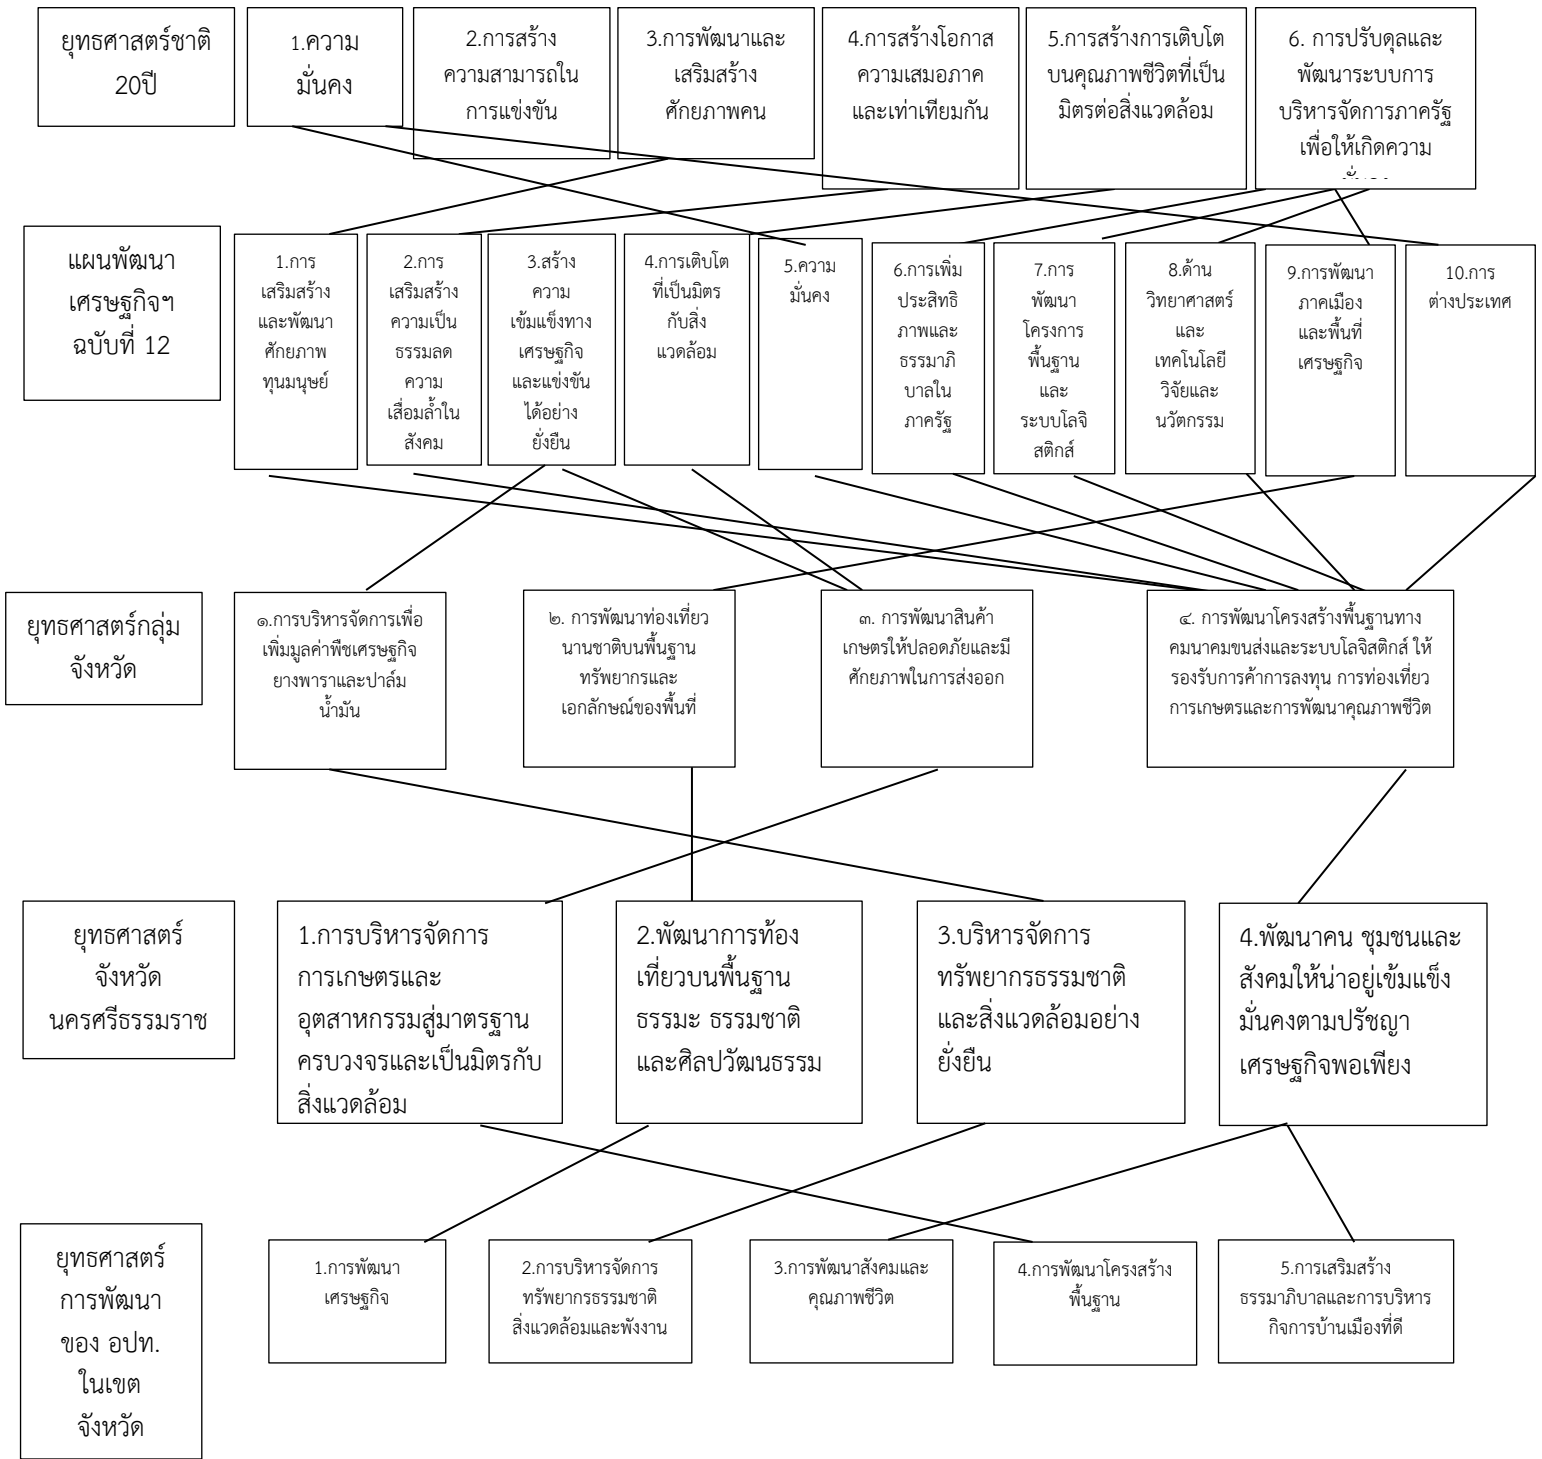 ยุทธศาสตร์ชาติ
20ปี
1.ความ
มั่นคง
2.การสร้าง
ความสามารถใน
การแข่งขัน
3.การพัฒนาและ
เสริมสร้าง
ศักยภาพคน
4.การสร้างโอกาส
ความเสมอภาค
และเท่าเทียมกัน
5.การสร้างการเติบโต
บนคุณภาพชีวิตที่เป็น
มิตรต่อสิ่งแวดล้อม
6. การปรับดุลและ
พัฒนาระบบการ
บริหารจัดการภาครัฐ
เพื่อให้เกิดความ
แผนพัฒนา
เศรษฐกิจฯ
ฉบับที่ 12
1.การ
เสริมสร้าง
และพัฒนา
ศักยภาพ
ทุนมนุษย์
2.การ
เสริมสร้าง
ความเป็น
ธรรมลด
ความ
เสื่อมล้ำใน
สังคม
3.สร้าง
ความ
เข้มแข็งทาง
เศรษฐกิจ
และแข่งขัน
ได้อย่าง
ยั่งยืน
4.การเติบโต
ที่เป็นมิตร
กับสิ่ง
แวดล้อม
5.ความ
มั่นคง
6.การเพิ่ม
ประสิทธิ
ภาพและ
ธรรมาภิ
บาลใน
ภาครัฐ
7.การ
พัฒนา
โครงการ
พื้นฐาน
และ
ระบบโลจิ
สติกส์
8.ด้าน
วิทยาศาสตร์
และ
เทคโนโลยี
วิจัยและ
นวัตกรรม
9.การพัฒนา
ภาคเมือง
และพื้นที่
เศรษฐกิจ
10.การ
ต่างประเทศ
ยุทธศาสตร์กลุ่ม
จังหวัด
๑.การบริหารจัดการเพื่อ
เพิ่มมูลค่าพืชเศรษฐกิจ
ยางพาราและปาล์ม
น้ำมัน
๒. การพัฒนาท่องเที่ยว
นานชาติบนพื้นฐาน
ทรัพยากรและ
เอกลักษณ์ของพื้นที่
๓. การพัฒนาสินค้า
เกษตรให้ปลอดภัยและมี
ศักยภาพในการส่งออก
๔. การพัฒนาโครงสร้างพื้นฐานทาง
คมนาคมขนส่งและระบบโลจิสติกส์ ให้
รองรับการค้าการลงทุน การท่องเที่ยว
การเกษตรและการพัฒนาคุณภาพชีวิต
ยุทธศาสตร์
จังหวัด
นครศรีธรรมราช
1.การบริหารจัดการ
การเกษตรและ
อุตสาหกรรมสู่มาตรฐาน
ครบวงจรและเป็นมิตรกับ
สิ่งแวดล้อม
2.พัฒนาการท้อง
เที่ยวบนพื้นฐาน
ธรรมะ ธรรมชาติ
และศิลปวัฒนธรรม
3.บริหารจัดการ
ทรัพยากรธรรมชาติ
และสิ่งแวดล้อมอย่าง
ยั่งยืน
4.พัฒนาคน ชุมชนและ
สังคมให้น่าอยู่เข้มแข็ง
มั่นคงตามปรัชญา
เศรษฐกิจพอเพียง
ยุทธศาสตร์
การพัฒนา
ของ อปท.
ในเขต
จังหวัด
1.การพัฒนา
เศรษฐกิจ
2.การบริหารจัดการ
ทรัพยากรธรรมชาติ
สิ่งแวดล้อมและพังงาน
3.การพัฒนาสังคมและ
คุณภาพชีวิต
4.การพัฒนาโครงสร้าง
พื้นฐาน
5.การเสริมสร้าง
ธรรมาภิบาลและการบริหาร
กิจการบ้านเมืองที่ดี